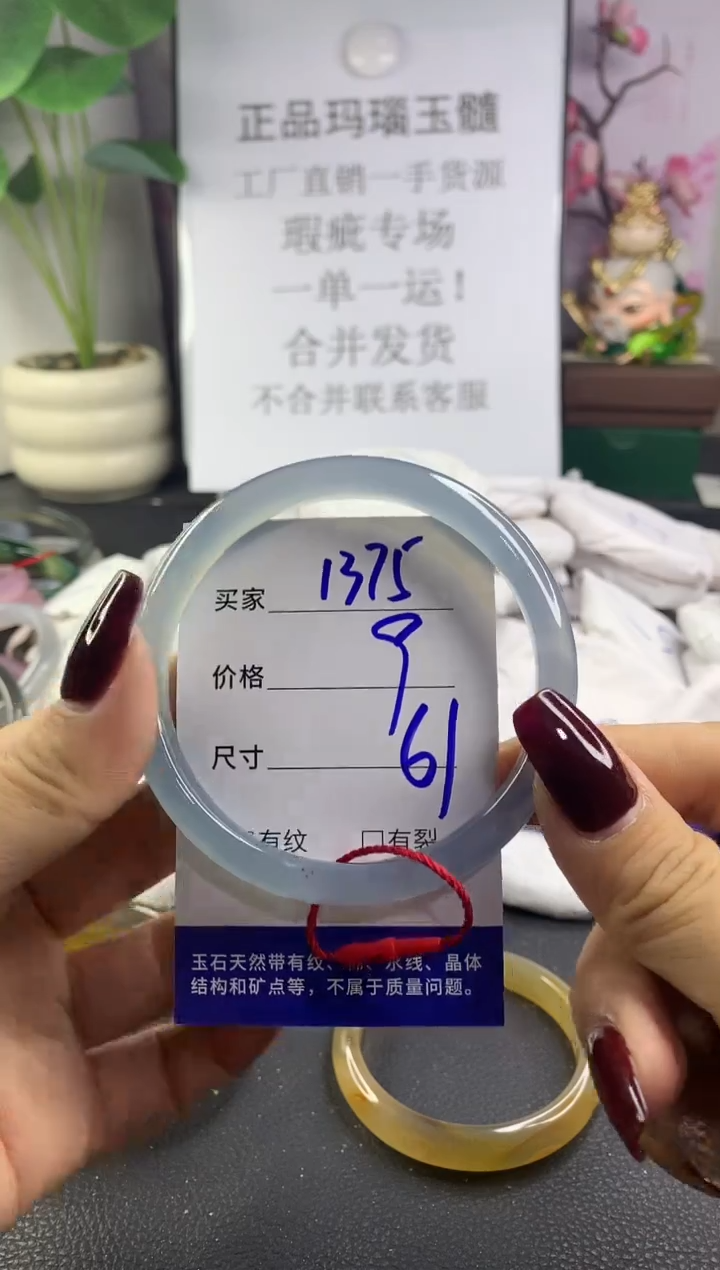 正品玛瑙玉髓
工厂直销一手货源
瑕疵专场
一单一运！
合并发货
不合并联系客服
买家 1375
价格 9
尺寸 61
有纹 □有裂
玉石天然带有纹、棉、水线、晶体
结构和矿点等，不属于质量问题。